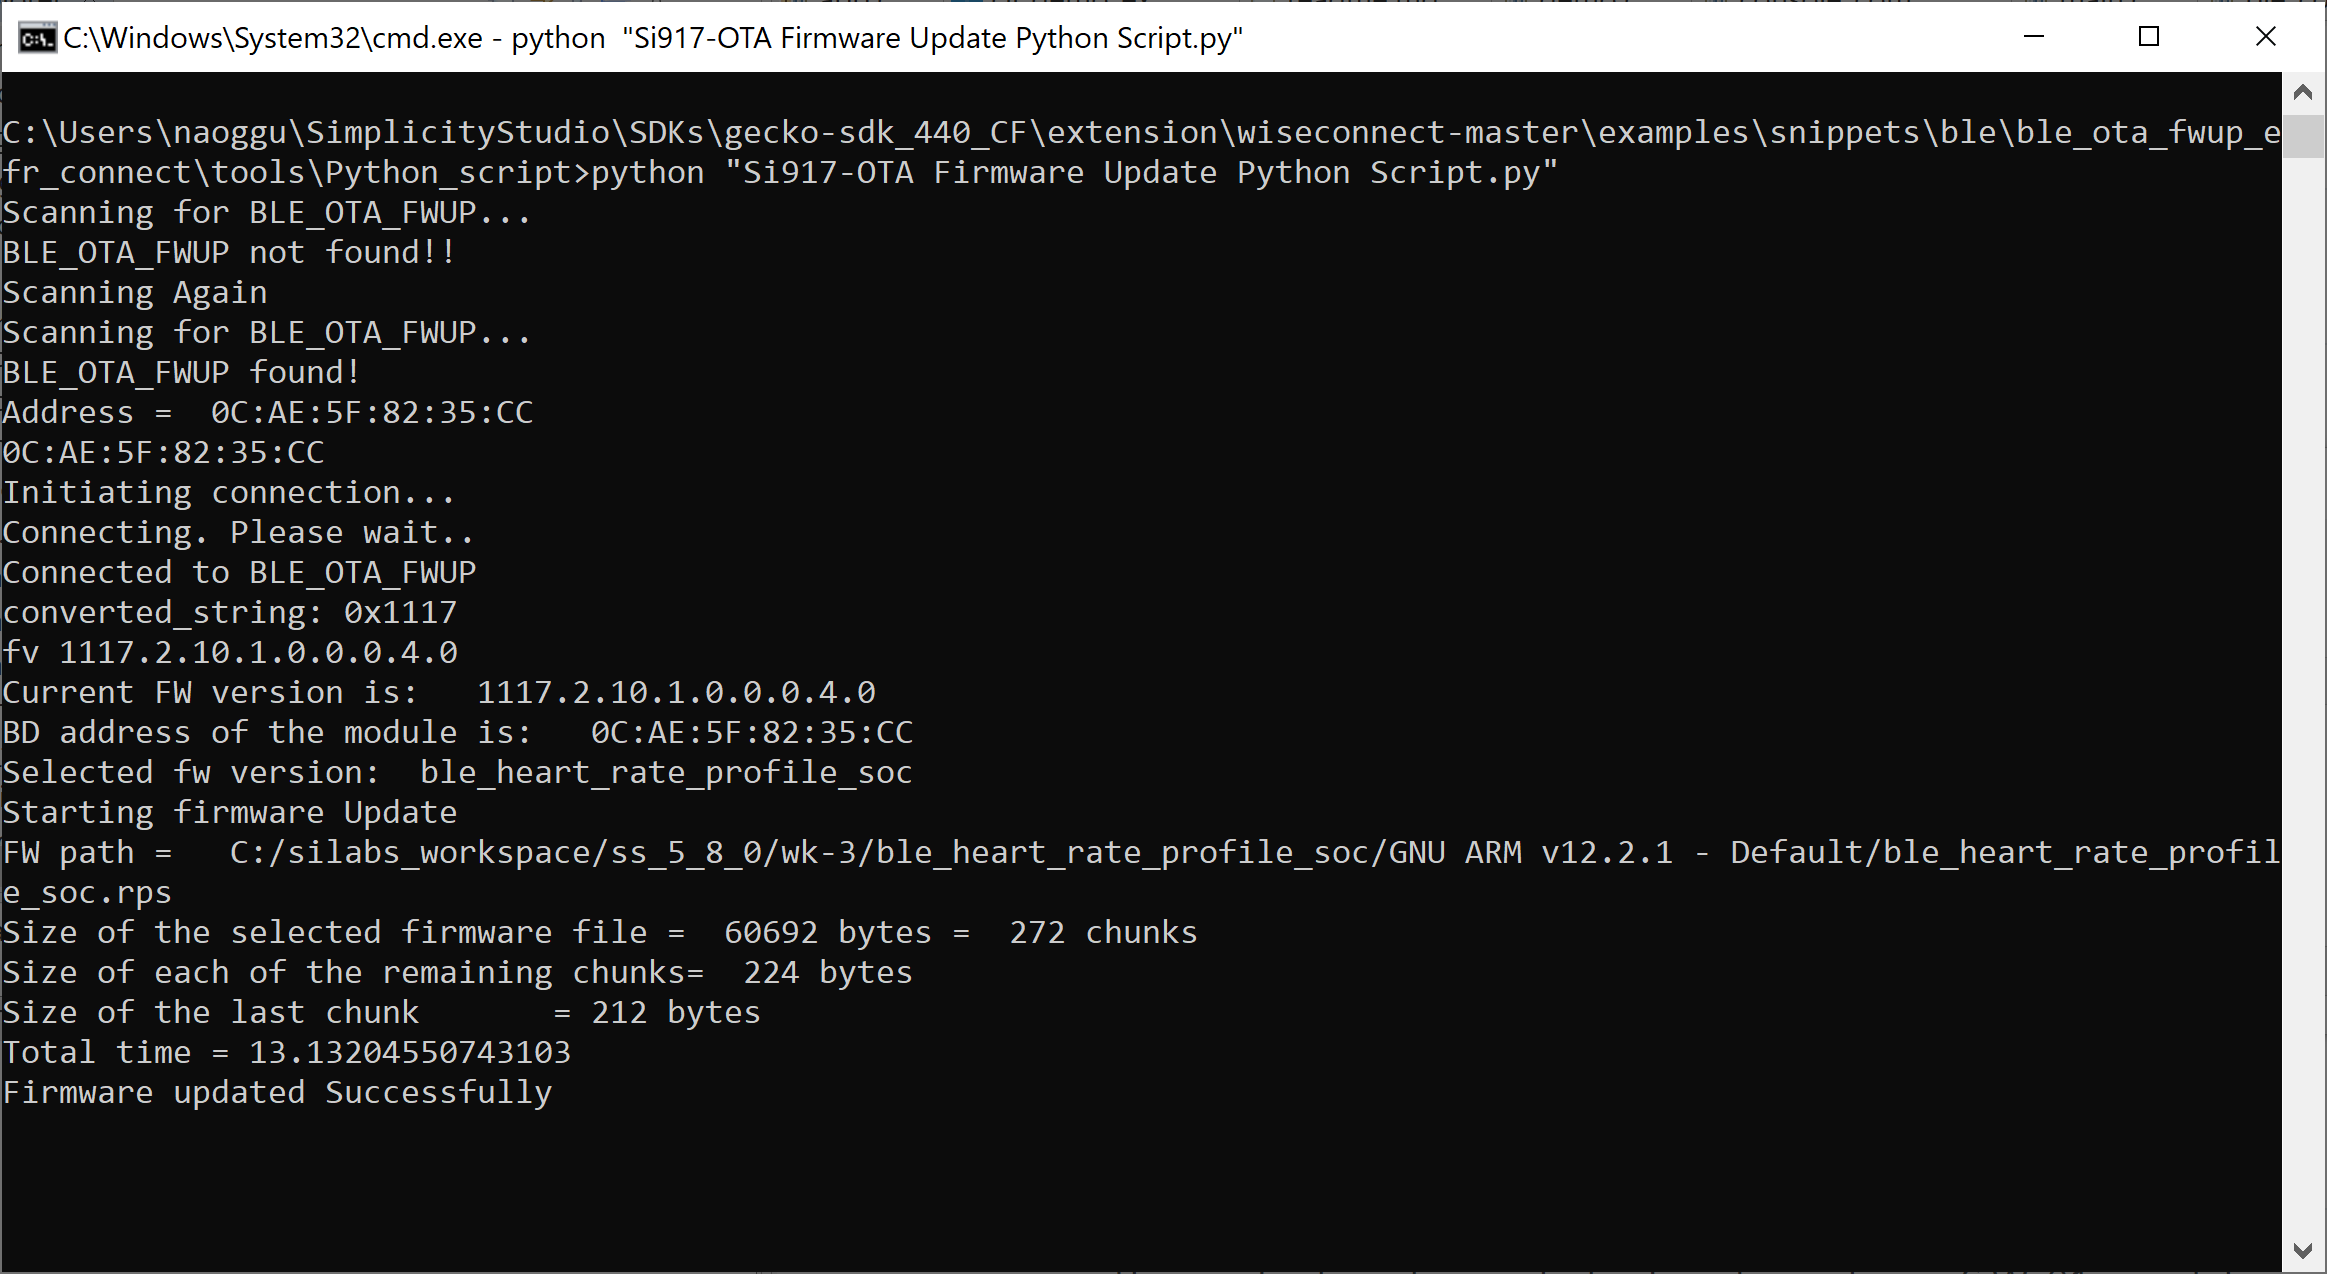 C:\Windows\System32\cmd.exe - python  "Si917-OTA Firmware Update Python Script.py"
C:\Users\naoggu\SimplicityStudio\SDKs\gecko-sdk_440_CF\extension\wiseconnect-master\examples\snippets\ble\ble_ota_fwup_e
fr_connect\tools\Python_script>python "Si917-OTA Firmware Update Python Script.py"
Scanning for BLE_OTA_FWUP...
BLE_OTA_FWUP not found!!
Scanning Again
Scanning for BLE_OTA_FWUP...
BLE_OTA_FWUP found!
Address =  0C:AE:5F:82:35:CC
0C:AE:5F:82:35:CC
Initiating connection...
Connecting. Please wait..
Connected to BLE_OTA_FWUP
converted_string: 0x1117
fv 1117.2.10.1.0.0.0.4.0
Current FW version is:   1117.2.10.1.0.0.0.4.0
BD address of the module is:   0C:AE:5F:82:35:CC
Selected fw version:  ble_heart_rate_profile_soc
Starting firmware Update
FW path =   C:/silabs_workspace/ss_5_8_0/wk-3/ble_heart_rate_profile_soc/GNU ARM v12.2.1 - Default/ble_heart_rate_profil
e_soc.rps
Size of the selected firmware file =  60692 bytes =  272 chunks
Size of each of the remaining chunks=  224 bytes
Size of the last chunk       = 212 bytes
Total time = 13.13204550743103
Firmware updated Successfully